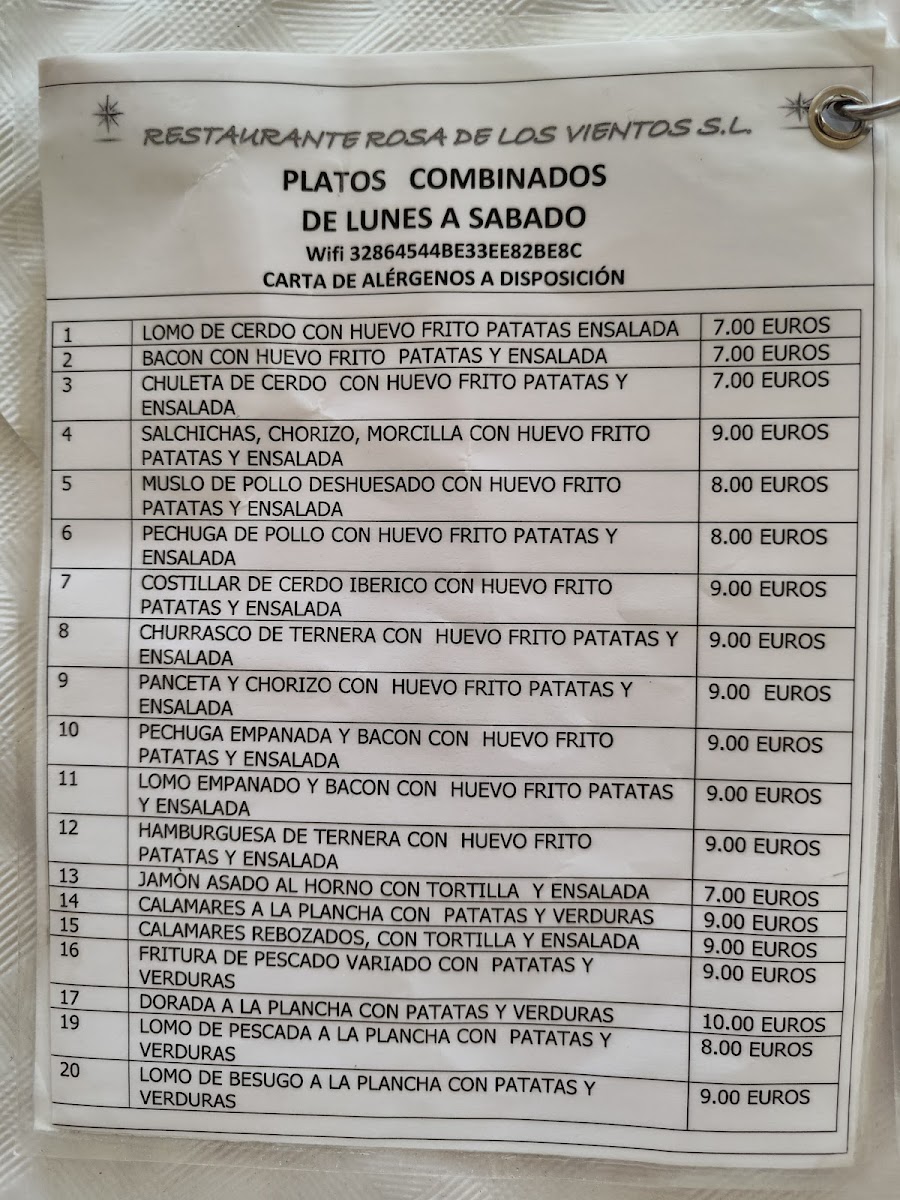 RESTAURANTE ROSA DE LOS VIENTOS S.L.
PLATOS COMBINADOS
DE LUNES A SABADO
Wifi 32864544BE33EE82BE8C
CARTA DE ALÉRGENOS A DISPOSICIÓN
1 LOMO DE CERDO CON HUEVO FRITO PATATAS ENSALADA 7.00 EUROS
2 BACON CON HUEVO FRITO PATATAS Y ENSALADA 7.00 EUROS
3 CHULETA DE CERDO CON HUEVO FRITO PATATAS Y 7.00 EUROS
ENSALADA
4 SALCHICHAS, CHORIZO, MORCILLA CON HUEVO FRITO 9.00 EUROS
PATATAS Y ENSALADA
5 MUSLO DE POLLO DESHUESADO CON HUEVO FRITO 8.00 EUROS
PATATAS Y ENSALADA
6 PECHUGA DE POLLO CON HUEVO FRITO PATATAS Y 8.00 EUROS
ENSALADA
7 COSTILLAR DE CERDO IBERICO CON HUEVO FRITO 9.00 EUROS
PATATAS Y ENSALADA
8 CHURRASCO DE TERNERA CON HUEVO FRITO PATATAS Y 9.00 EUROS
ENSALADA
9 PANCETA Y CHORIZO CON HUEVO FRITO PATATAS Y 9.00 EUROS
ENSALADA
10 PECHUGA EMPANADA Y BACON CON HUEVO FRITO 9.00 EUROS
PATATAS Y ENSALADA
11 LOMO EMPANADO Y BACON CON HUEVO FRITO PATATAS 9.00 EUROS
Y ENSALADA
12 HAMBURGUESA DE TERNERA CON HUEVO FRITO 9.00 EUROS
PATATAS Y ENSALADA
13 JAMÒN ASADO AL HORNO CON TORTILLA Y ENSALADA 7.00 EUROS
14 CALAMARES A LA PLANCHA CON PATATAS Y VERDURAS 9.00 EUROS
15 CALAMARES REBOZADOS, CON TORTILLA Y ENSALADA 9.00 EUROS
16 FRITURA DE PESCADO VARIADO CON PATATAS Y 9.00 EUROS
VERDURAS
17 DORADA A LA PLANCHA CON PATATAS Y VERDURAS 10.00 EUROS
19 LOMO DE PESCADA A LA PLANCHA CON PATATAS Y 8.00 EUROS
VERDURAS
20 LOMO DE BESUGO A LA PLANCHA CON PATATAS Y 9.00 EUROS
VERDURAS